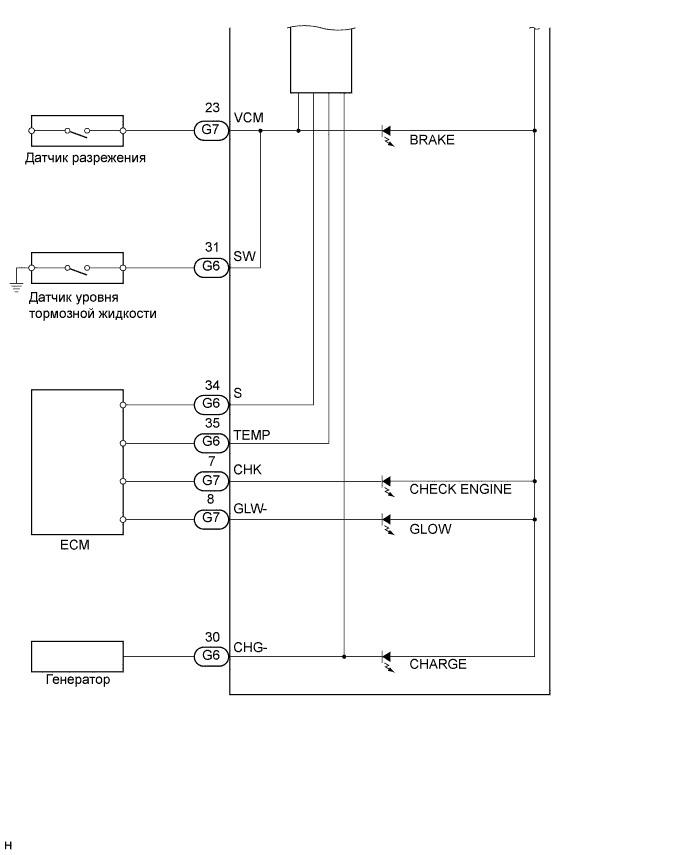 23
VCM
G7
BRAKE
Датчик разрежения
31
SW
G6
Датчик уровня
тормозной жидкости
34
S
G6
35
TEMP
G6
7
CHK
G7
CHECK ENGINE
8
GLW-
G7
GLOW
ECM
30
CHG-
G6
CHARGE
Генератор
H